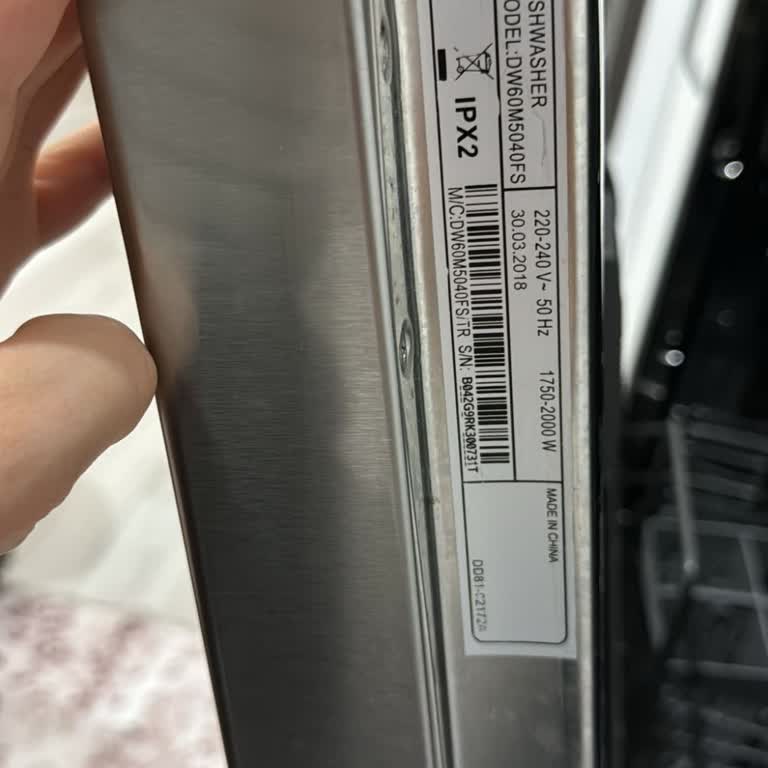 SHWASHER
ODEL:DW60M5040FS
IPX2
220-240 V~ 50 Hz 1750-2000 W
30.03.2018
M/C:DW60M5040FS/TR S/N: B042G9RK300731T
MADE IN CHINA
DD81-02172A